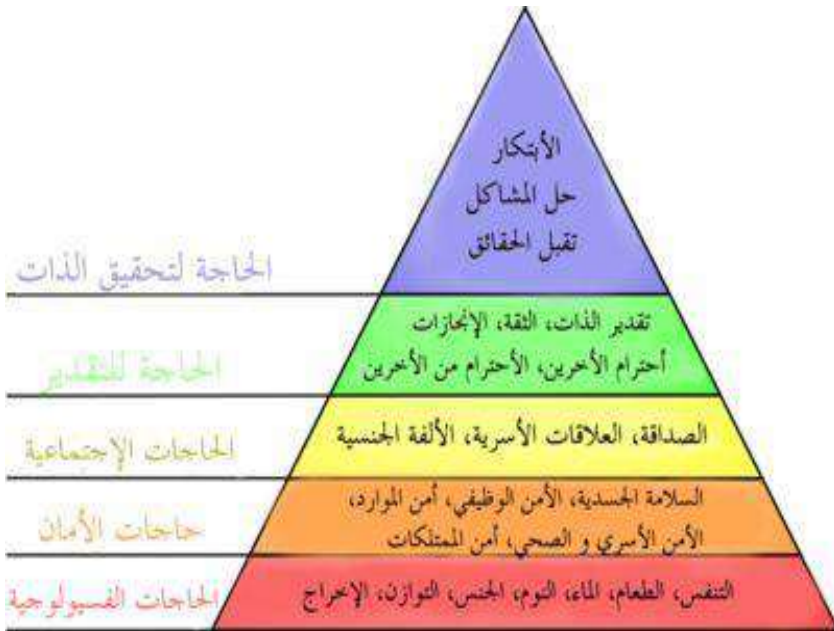 الأبتكار
حل المشاكل
تقبل الحقائق
الحاجة لتحقيق الذات
تقدير الذات، الثقة، الإنجازات
أحترام الأخرين، الأحترام من الأخرين
الحاجة للتقدير
الصداقة، العلاقات الأسرية، الألفة الجنسية
الحاجات الإجتماعية
السلامة الجسدية، الأمن الوظيفي، أمن الموارد،
الأمن الأسري و الصحي، أمن الممتلكات
حاجات الأمان
التنفس، الطعام، الماء، النوم، الجنس، التوازن، الإخراج
الحاجات الفسيولوجية